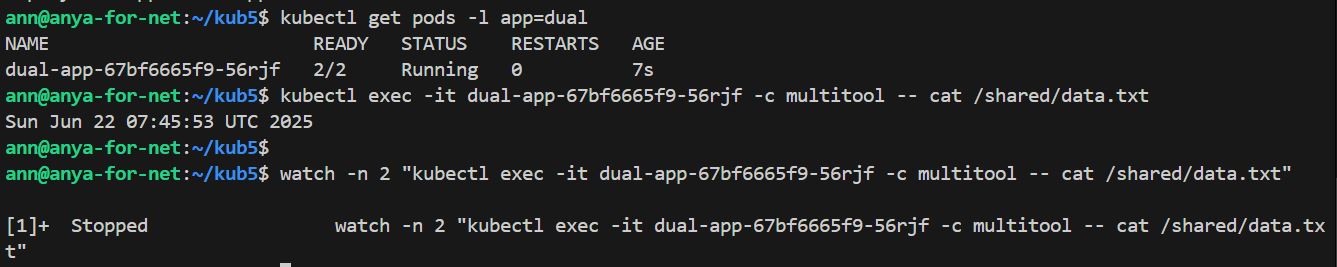 ann@anya-for-net:~/kub5$ kubectl get pods -l app=dual
NAME                        READY   STATUS    RESTARTS   AGE
dual-app-67bf6665f9-56rjf   2/2     Running   0          7s
ann@anya-for-net:~/kub5$ kubectl exec -it dual-app-67bf6665f9-56rjf -c multitool -- cat /shared/data.txt
Sun Jun 22 07:45:53 UTC 2025
ann@anya-for-net:~/kub5$
ann@anya-for-net:~/kub5$ watch -n 2 "kubectl exec -it dual-app-67bf6665f9-56rjf -c multitool -- cat /shared/data.txt"
[1]+  Stopped                 watch -n 2 "kubectl exec -it dual-app-67bf6665f9-56rjf -c multitool -- cat /shared/data.tx
t"